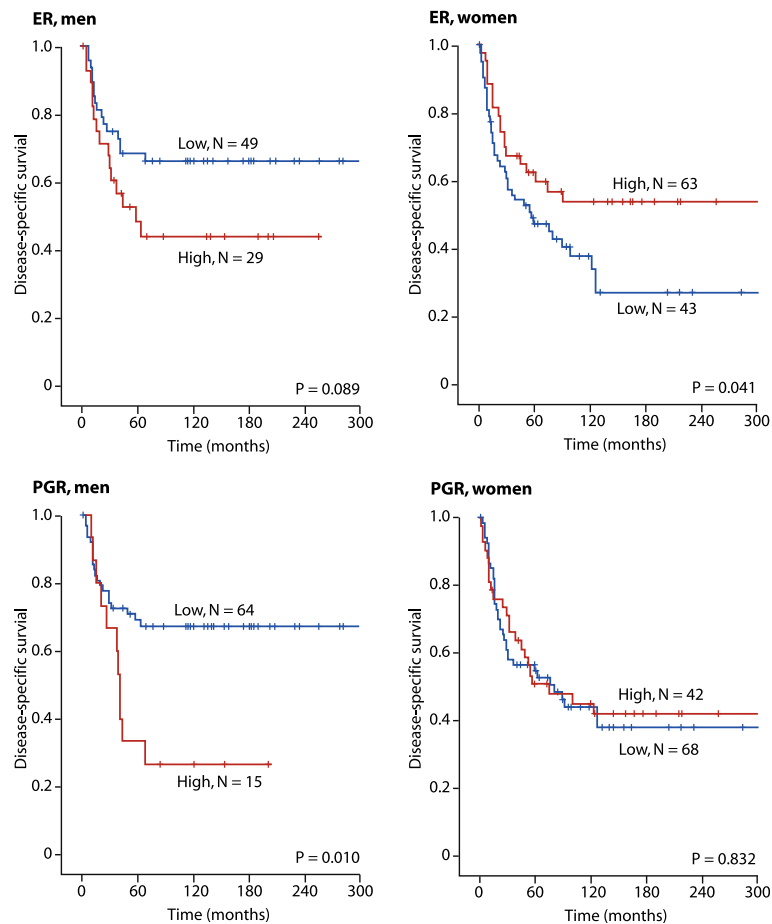 ER, men
Disease-specific survial
1.0
0.8
0.6
0.4
0.2
0
Low, N = 49
High, N = 29
P = 0.089
0 60 120 180 240 300
Time (months)
ER, women
Disease-specific survial
1.0
0.8
0.6
0.4
0.2
0
High, N = 63
Low, N = 43
P = 0.041
0 60 120 180 240 300
Time (months)
PGR, men
Disease-specific survial
1.0
0.8
0.6
0.4
0.2
0
Low, N = 64
High, N = 15
P = 0.010
0 60 120 180 240 300
Time (months)
PGR, women
Disease-specific survial
1.0
0.8
0.6
0.4
0.2
0
High, N = 42
Low, N = 68
P = 0.832
0 60 120 180 240 300
Time (months)